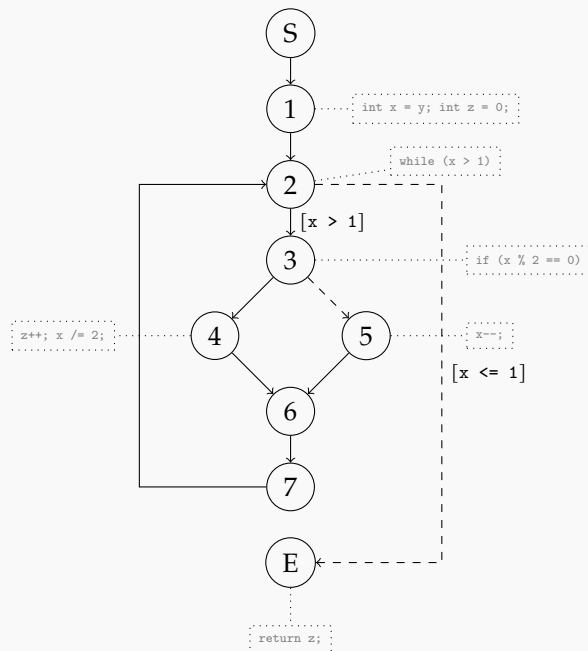 S
1
int x = y; int z = 0;
while (x > 1)
2
[x > 1]
3
if (x % 2 == 0)
z++; x /= 2;
4
5
x--;
[x <= 1]
6
7
E
return z;